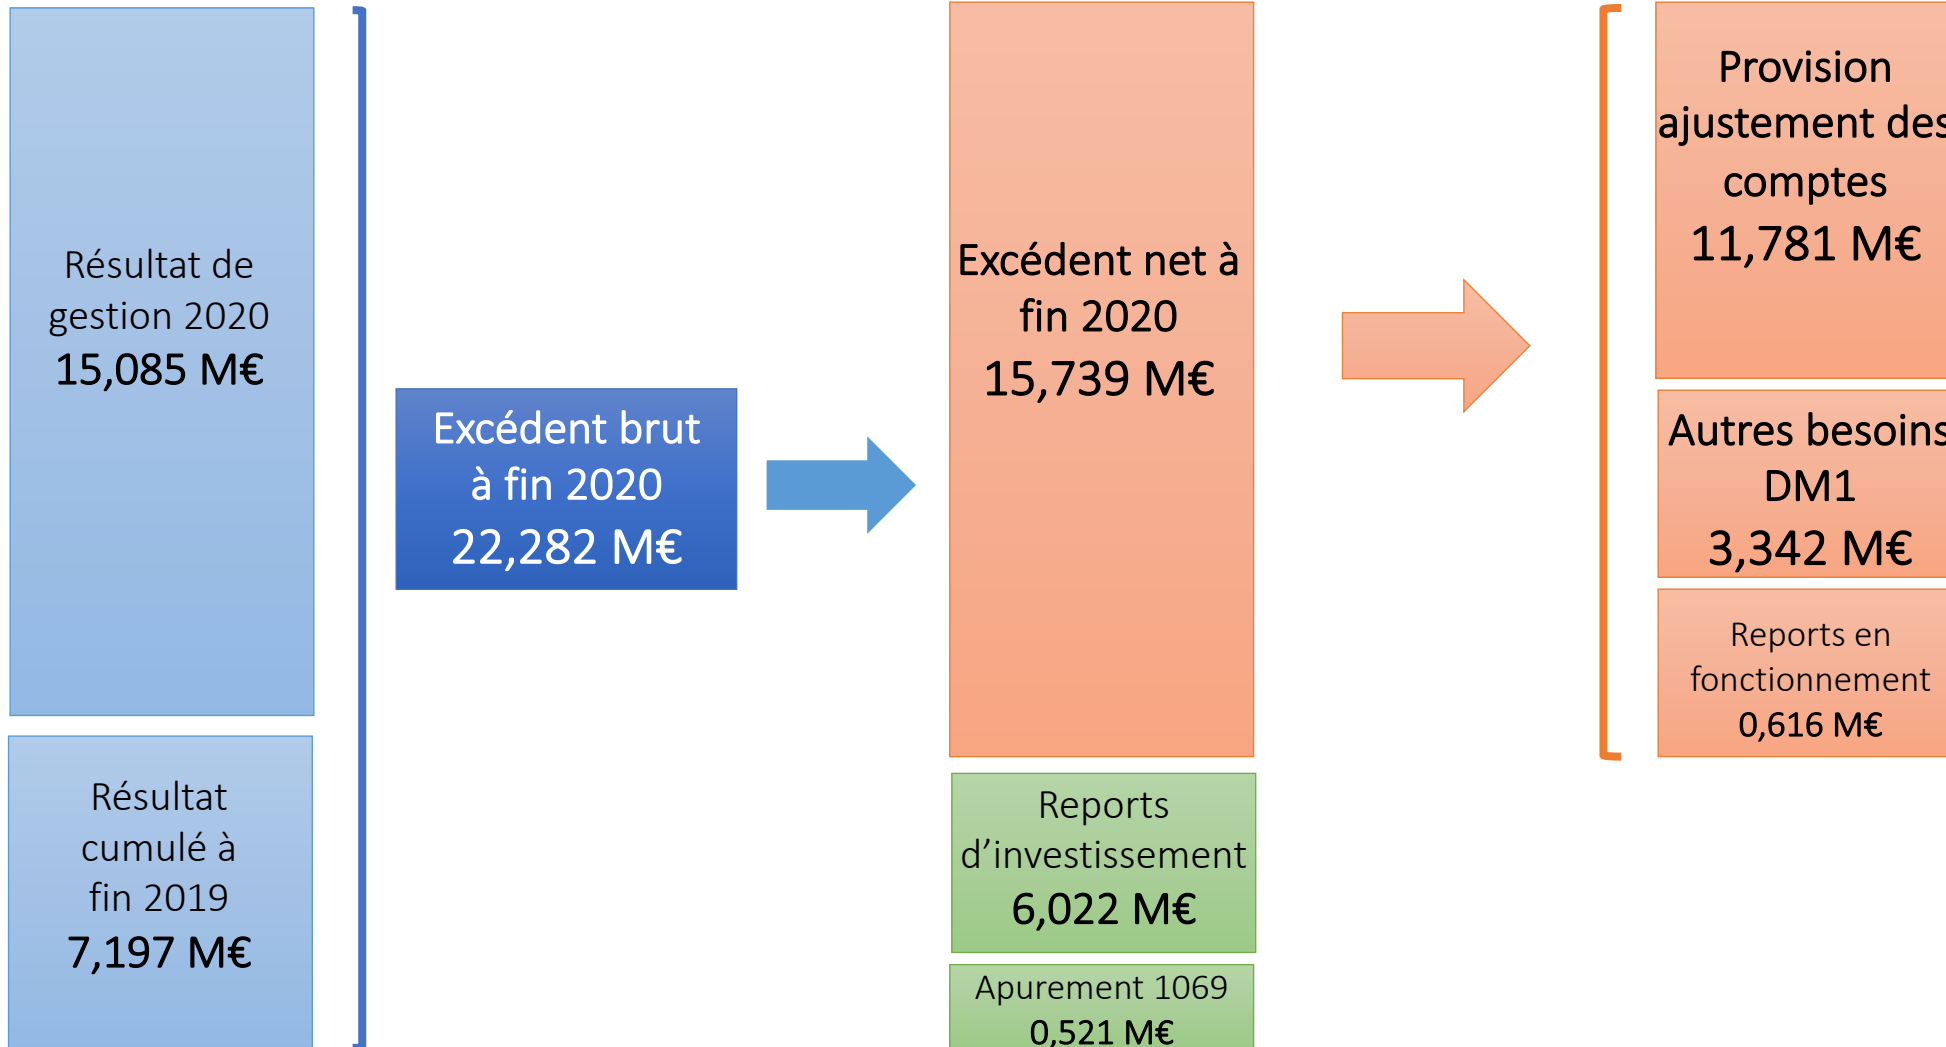 Résultat de
gestion 2020
15,085 M€
Résultat
cumulé à
fin 2019
7,197 M€
Excédent brut
à fin 2020
22,282 M€
Excédent net à
fin 2020
15,739 M€
Reports
d’investissement
6,022 M€
Apurement 1069
0,521 M€
Provision
ajustement des
comptes
11,781 M€
Autres besoins
DM1
3,342 M€
Reports en
fonctionnement
0,616 M€